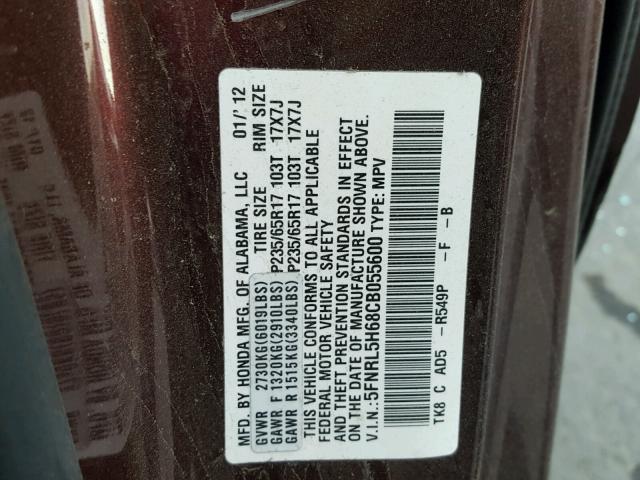 MFD. BY HONDA MFG. OF ALABAMA, LLC 01/'12
GVWR 2730KG(6019LBS) TIRE SIZE RIM SIZE
GAWR F 1320KG(2910LBS) P235/65R17 103T 17X7J
GAWR R 1515KG(3340LBS) P235/65R17 103T 17X7J
THIS VEHICLE CONFORMS TO ALL APPLICABLE
FEDERAL MOTOR VEHICLE SAFETY
AND THEFT PREVENTION STANDARDS IN EFFECT
ON THE DATE OF MANUFACTURE SHOWN ABOVE.
V.I.N.:5FNRL5H68CB055600 TYPE: MPV
TK8 C AD5 -R549P -F -B